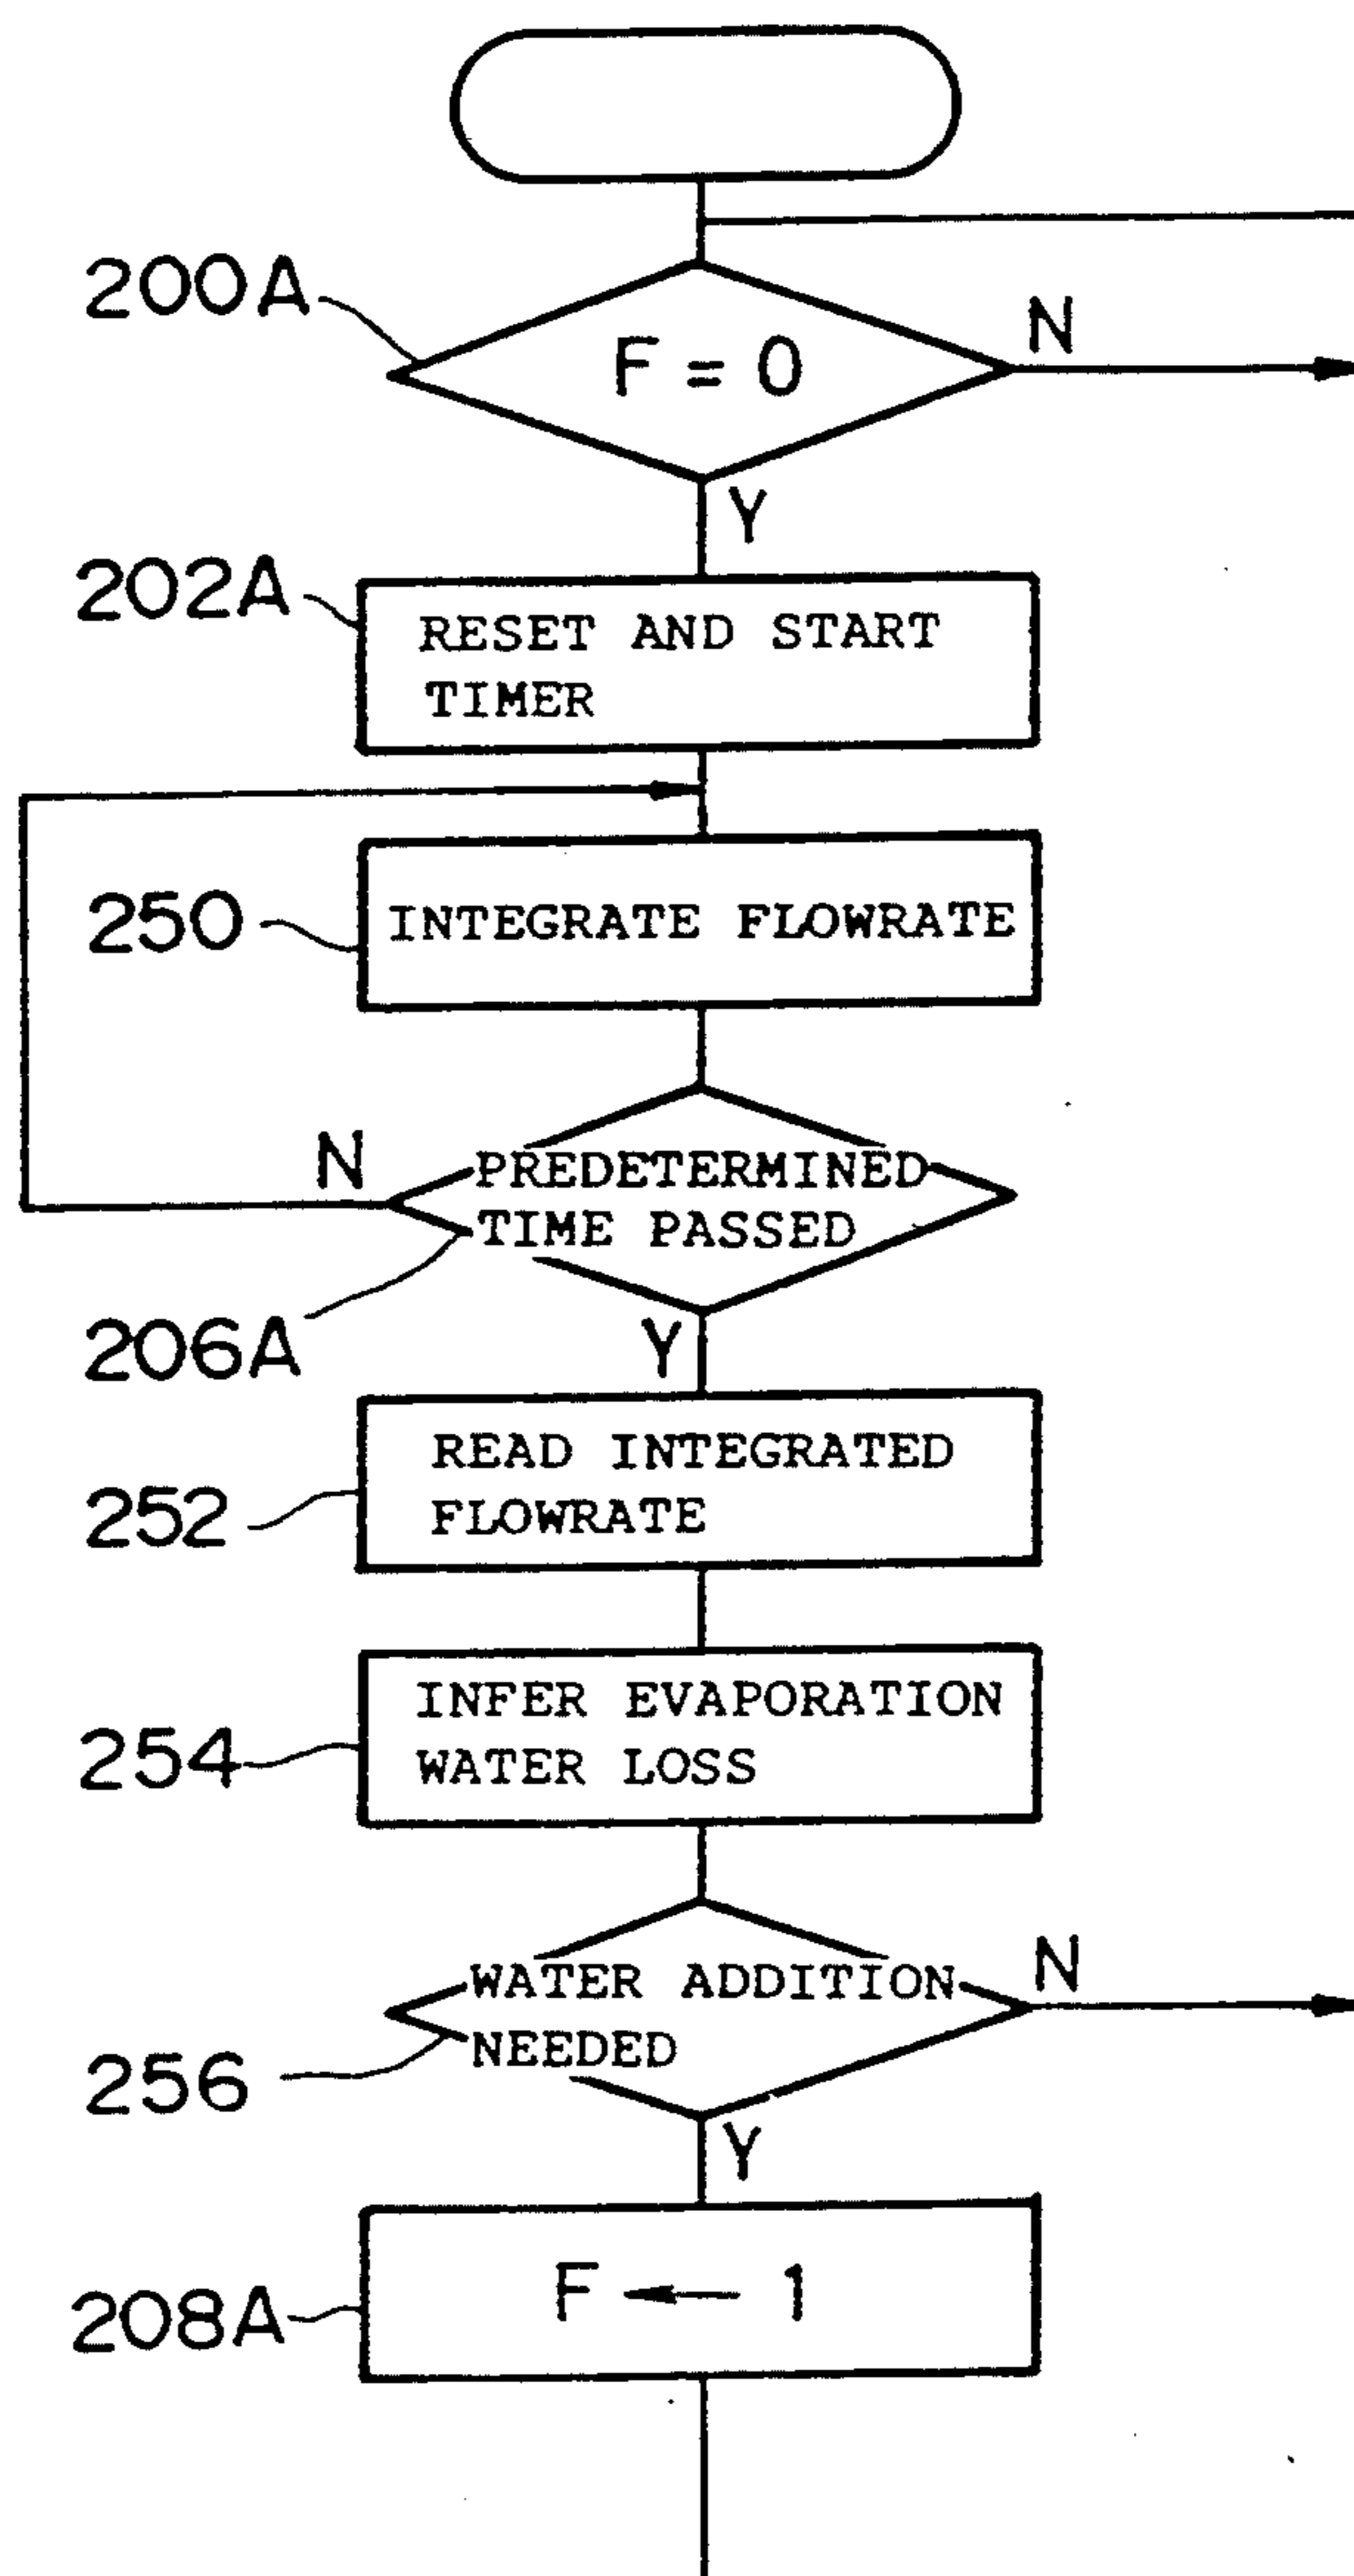 200A
F = 0
N
Y
202A
RESET AND START
TIMER
250
INTEGRATE FLOWRATE
N
PREDETERMINED
TIME PASSED
206A
Y
252
READ INTEGRATED
FLOWRATE
254
INFER EVAPORATION
WATER LOSS
N
WATER ADDITION
NEEDED
256
Y
208A
F ← 1